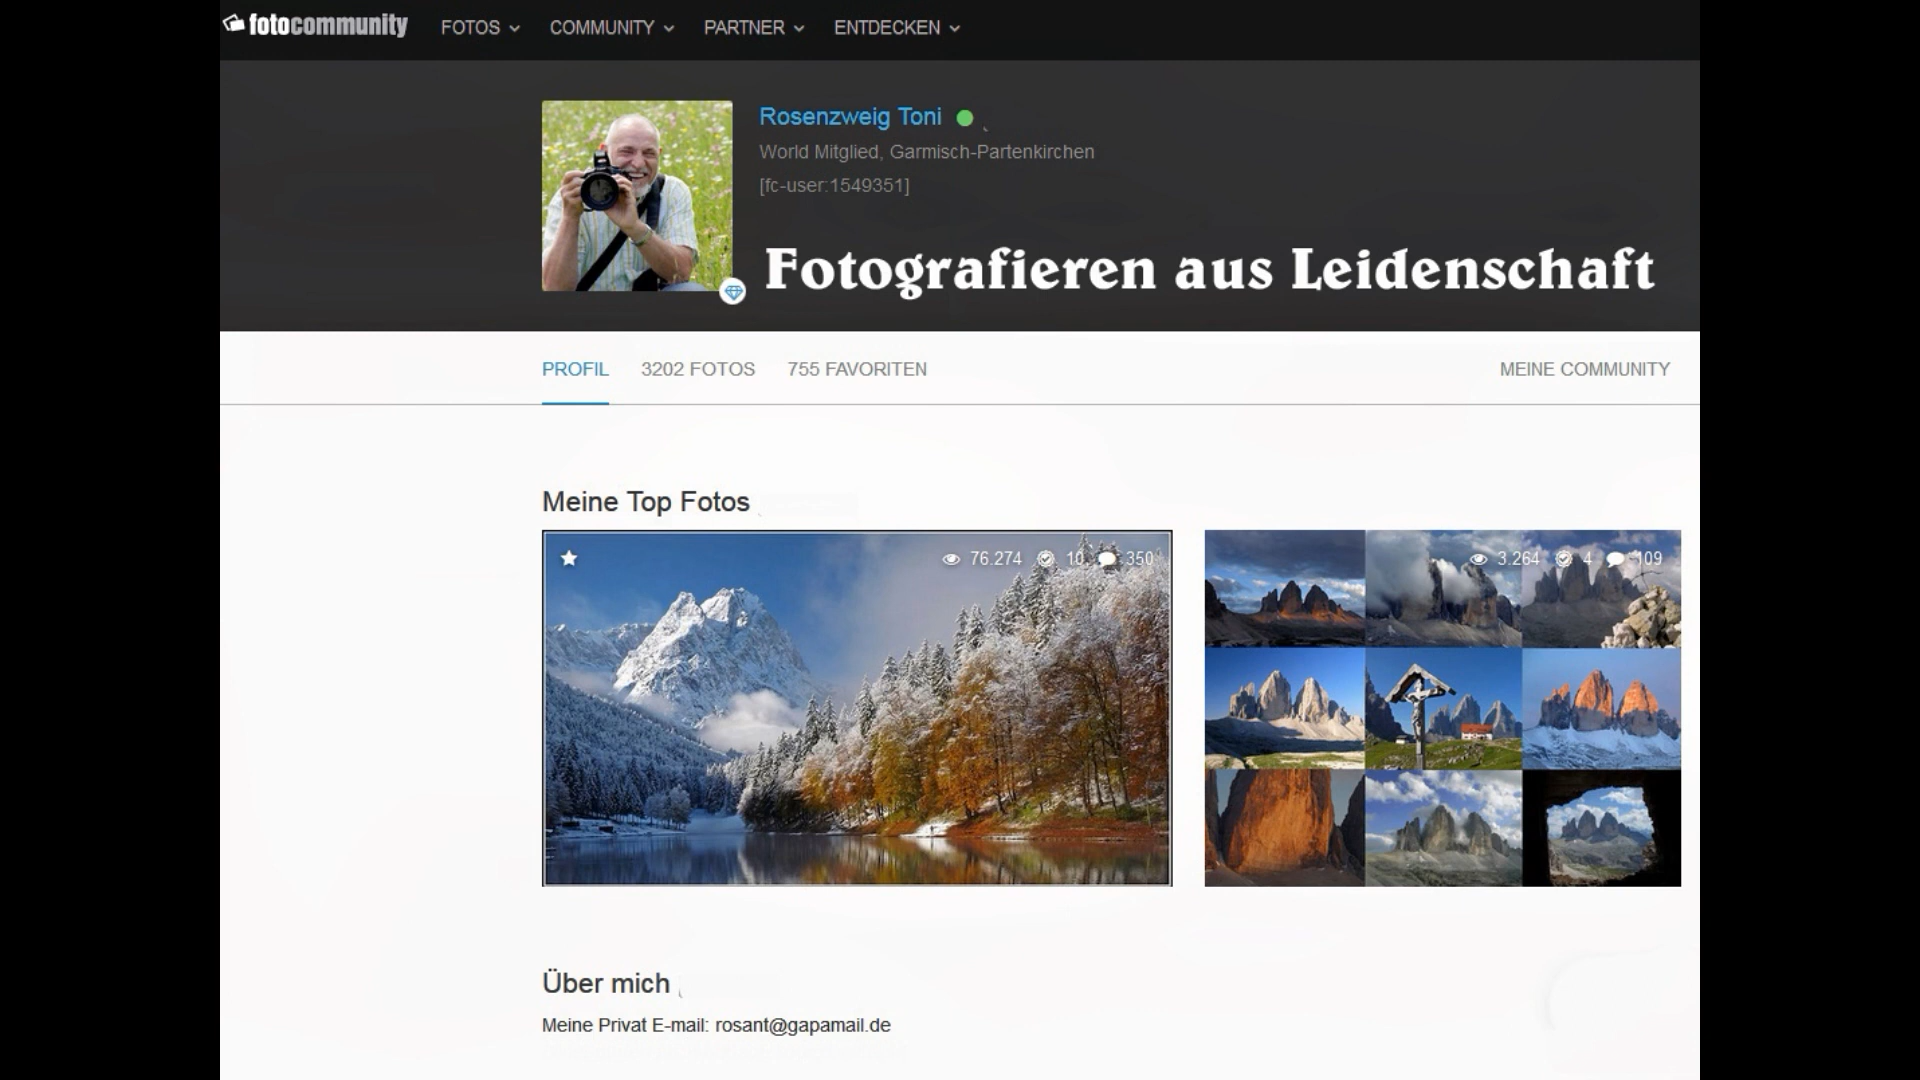 fotocommunity FOTOS COMMUNITY PARTNER ENTDECKEN
Rosenzweig Toni
World Mitglied, Garmisch-Partenkirchen
[fc-user:1549351]
Fotografieren aus Leidenschaft
PROFIL 3202 FOTOS 755 FAVORITEN MEINE COMMUNITY
Meine Top Fotos
76.274 10 350 3.264 4 109
Über mich
Meine Privat E-mail: rosant@gapamail.de